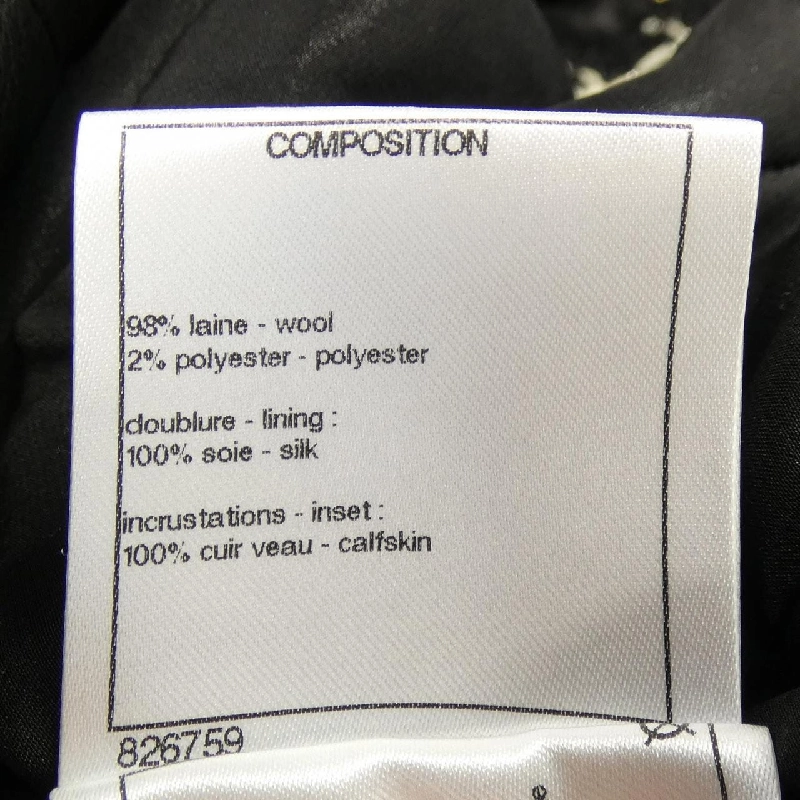 COMPOSITION
98% laine - wool
2% polyester - polyester
doublure - lining :
100% soie - silk
incrustations - inset :
100% cuir veau - calfskin
826759
e